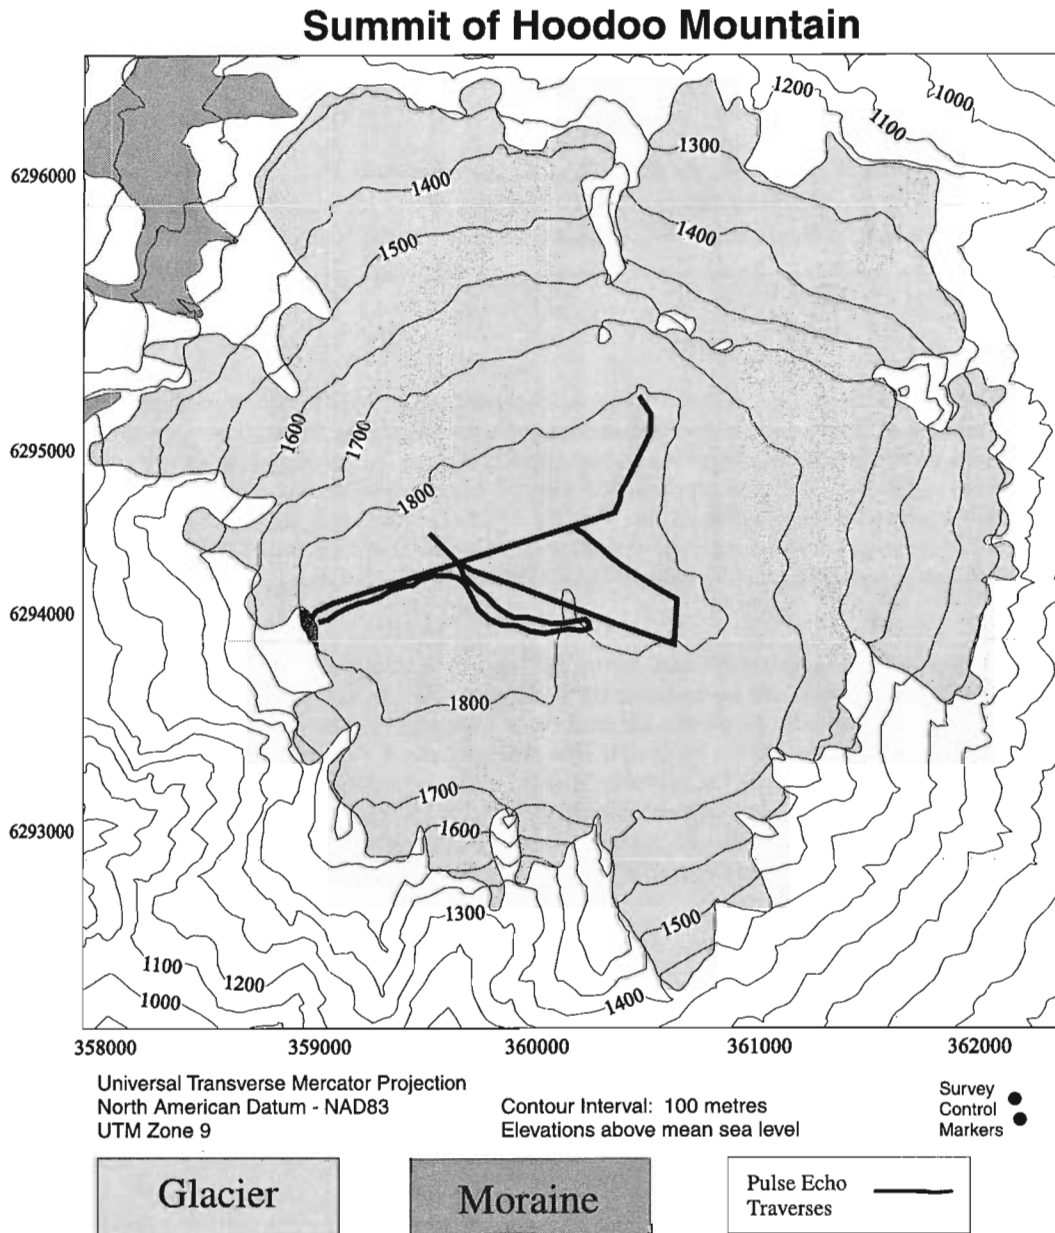 Summit of Hoodoo Mountain
1200
1000
1100
1300
6296000
1400
1400
1500
1600
1700
6295000
1800
6294000
1800
1700
6293000
1600
1300
1500
1100
1200
1000
1400
358000 359000 360000 361000 362000
Universal Transverse Mercator Projection
North American Datum - NAD83
UTM Zone 9
Contour Interval: 100 metres
Elevations above mean sea level
Survey
Control
Markers
Glacier
Moraine
Pulse Echo
Traverses